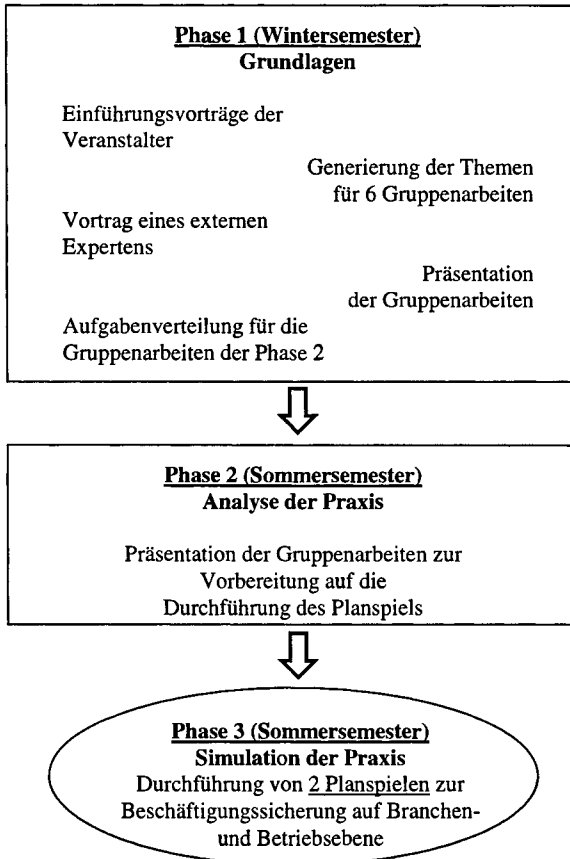 Phase 1 (Wintersemester)
Grundlagen
Einführungsvorträge der
Veranstalter
Generierung der Themen
für 6 Gruppenarbeiten
Vortrag eines externen
Expertens
Präsentation
der Gruppenarbeiten
Aufgabenverteilung für die
Gruppenarbeiten der Phase 2
Phase 2 (Sommersemester)
Analyse der Praxis
Präsentation der Gruppenarbeiten zur
Vorbereitung auf die
Durchführung des Planspiels
Phase 3 (Sommersemester)
Simulation der Praxis
Durchführung von 2 Planspielen zur
Beschäftigungssicherung auf Branchen-
und Betriebsebene